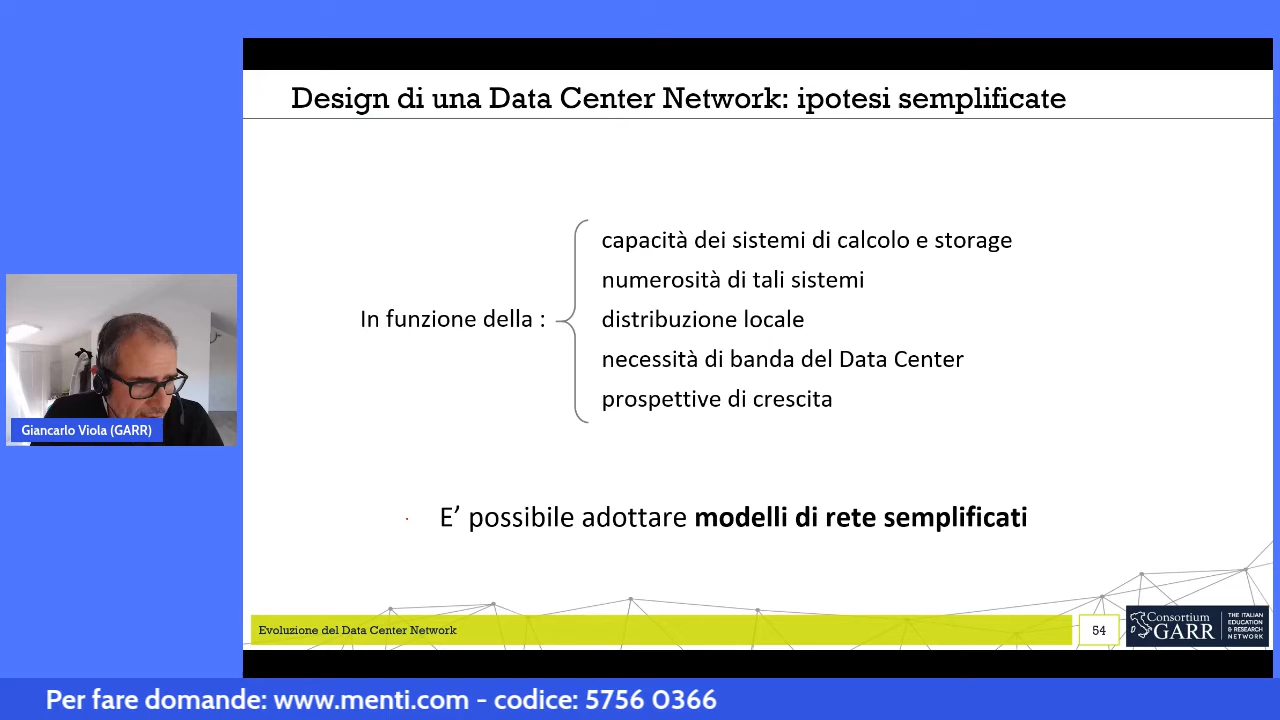 Design di una Data Center Network: ipotesi semplificate
In funzione della :
capacità dei sistemi di calcolo e storage
numerosità di tali sistemi
distribuzione locale
necessità di banda del Data Center
prospettive di crescita
E’ possibile adottare modelli di rete semplificati
Giancarlo Viola (GARR)
Evoluzione del Data Center Network
54
Consortium
GARR
THE ITALIAN
EDUCATION
& RESEARCH
NETWORK
Per fare domande: www.menti.com - codice: 5756 0366